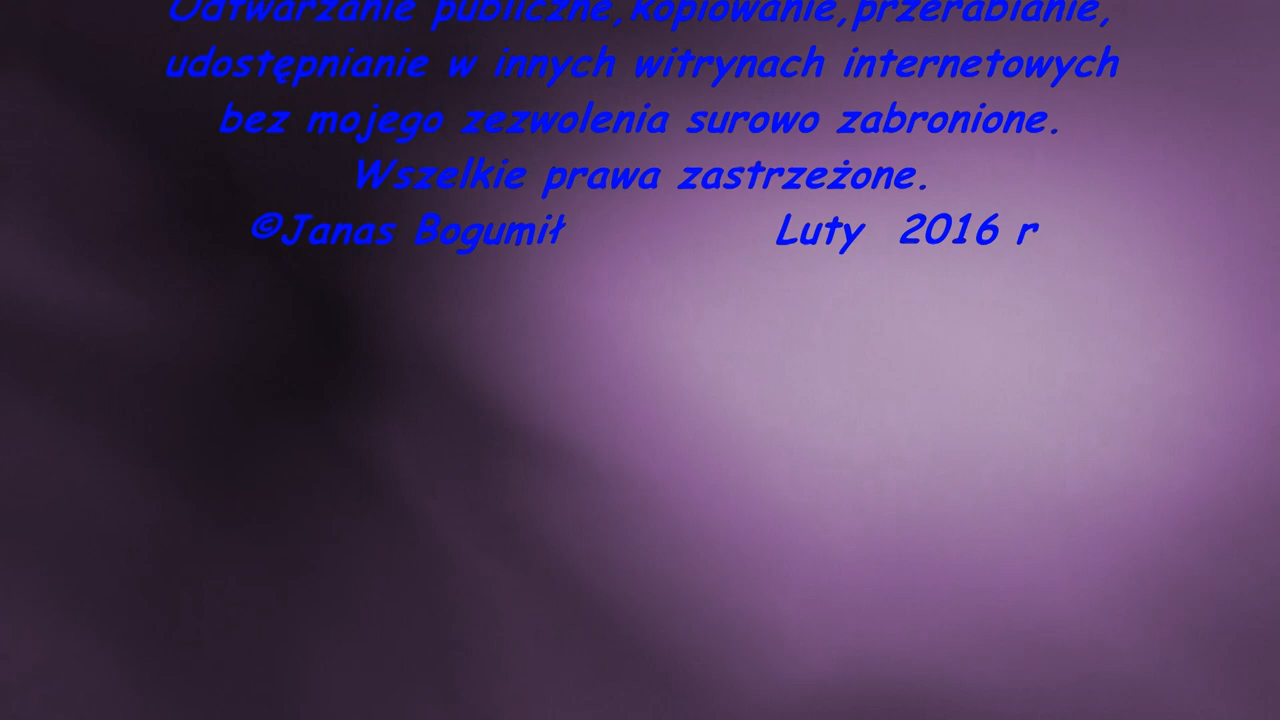 Odtwarzanie publiczne,kopiowanie,przerabianie,
udostępnianie w innych witrynach internetowych
bez mojego zezwolenia surowo zabronione.
Wszelkie prawa zastrzeżone.
©Janas Bogumił Luty 2016 r